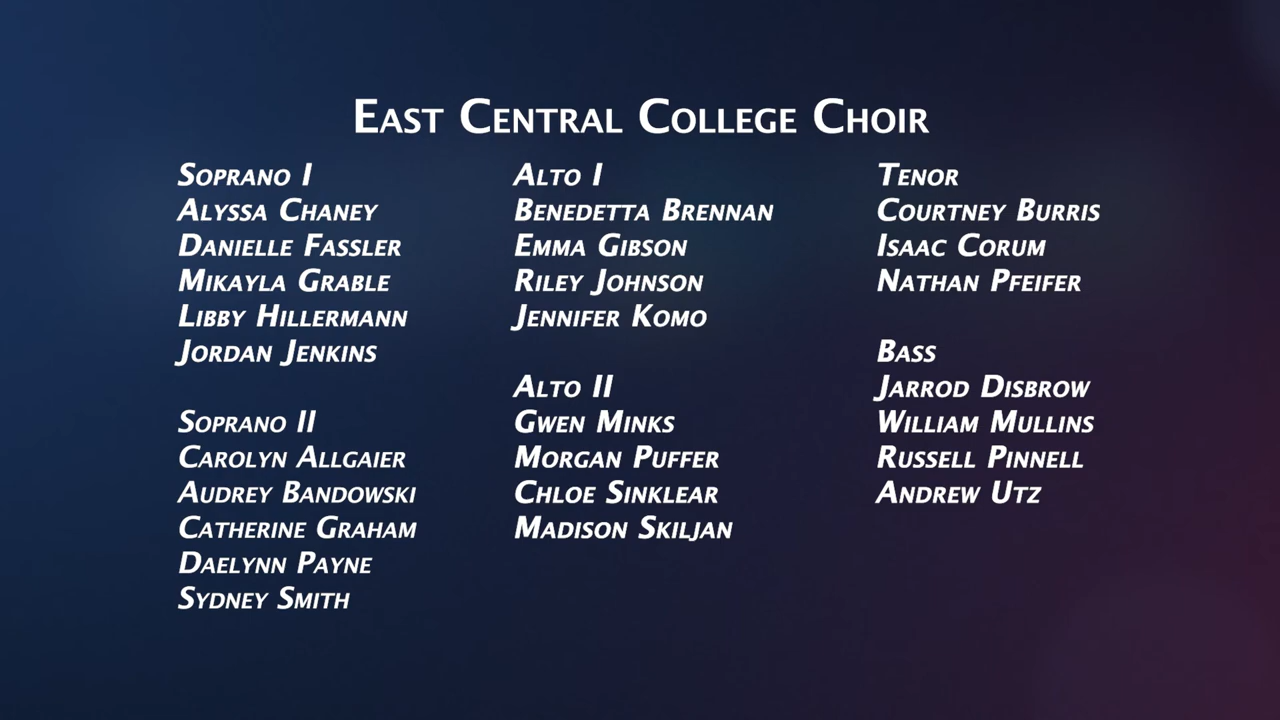 East Central College Choir
Soprano I
Alyssa Chaney
Danielle Fassler
Mikayla Grable
Libby Hillermann
Jordan Jenkins
Soprano II
Carolyn Allgaier
Audrey Bandowski
Catherine Graham
Daelynn Payne
Sydney Smith
Alto I
Benedetta Brennan
Emma Gibson
Riley Johnson
Jennifer Komo
Alto II
Gwen Minks
Morgan Puffer
Chloe Sinklear
Madison Skiljan
Tenor
Courtney Burris
Isaac Corum
Nathan Pfeifer
Bass
Jarrod Disbrow
William Mullins
Russell Pinnell
Andrew Utz